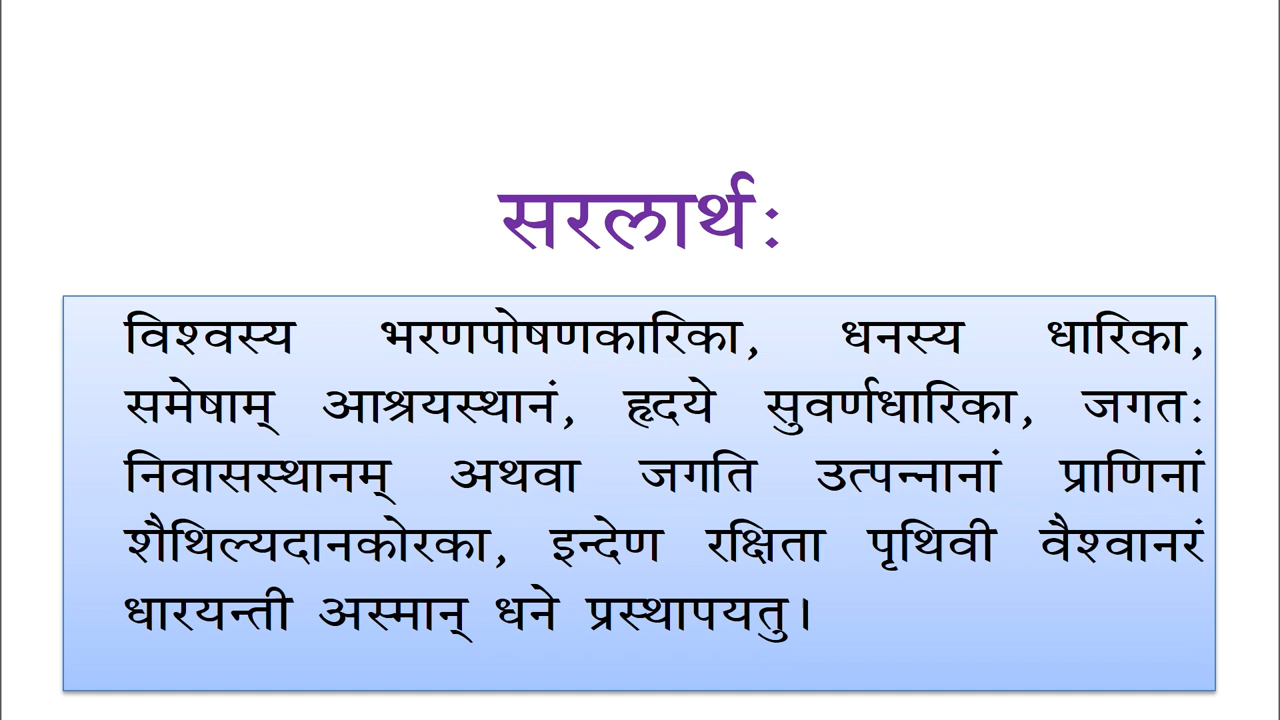 सरलार्थः
विश्वस्य भरणपोषणकारिका, धनस्य धारिका,
समेषाम् आश्रयस्थानं, हृदये सुवर्णधारिका, जगतः
निवासस्थानम् अथवा जगति उत्पन्नानां प्राणिनां
शैथिल्यदानकोरका, इन्देण रक्षिता पृथिवी वैश्वानरं
धारयन्ती अस्मान् धने प्रस्थापयतु।